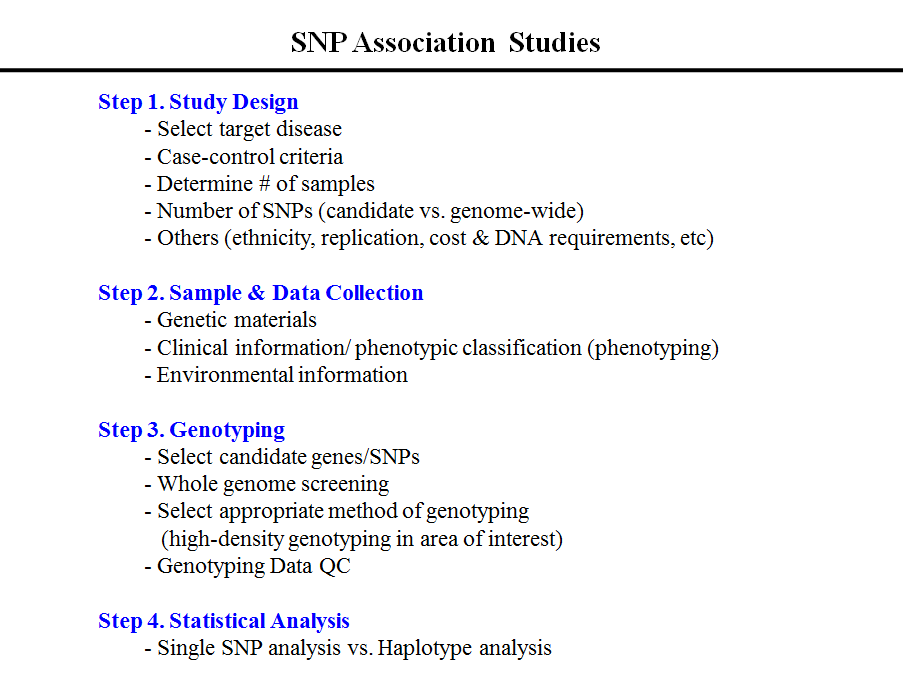 SNP Association Studies
Step 1. Study Design
- Select target disease
- Case-control criteria
- Determine # of samples
- Number of SNPs (candidate vs. genome-wide)
- Others (ethnicity, replication, cost & DNA requirements, etc)
Step 2. Sample & Data Collection
- Genetic materials
- Clinical information/ phenotypic classification (phenotyping)
- Environmental information
Step 3. Genotyping
- Select candidate genes/SNPs
- Whole genome screening
- Select appropriate method of genotyping
(high-density genotyping in area of interest)
- Genotyping Data QC
Step 4. Statistical Analysis
- Single SNP analysis vs. Haplotype analysis